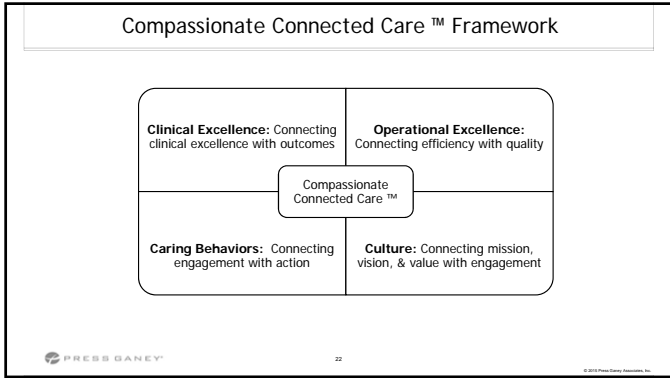 Compassionate Connected Care ™ Framework
Clinical Excellence: Connecting
clinical excellence with outcomes
Operational Excellence:
Connecting efficiency with quality
Compassionate
Connected Care ™
Caring Behaviors: Connecting
engagement with action
Culture: Connecting mission,
vision, & value with engagement
PRESS GANEY
22
© 2015 Press Ganey Associates, Inc.